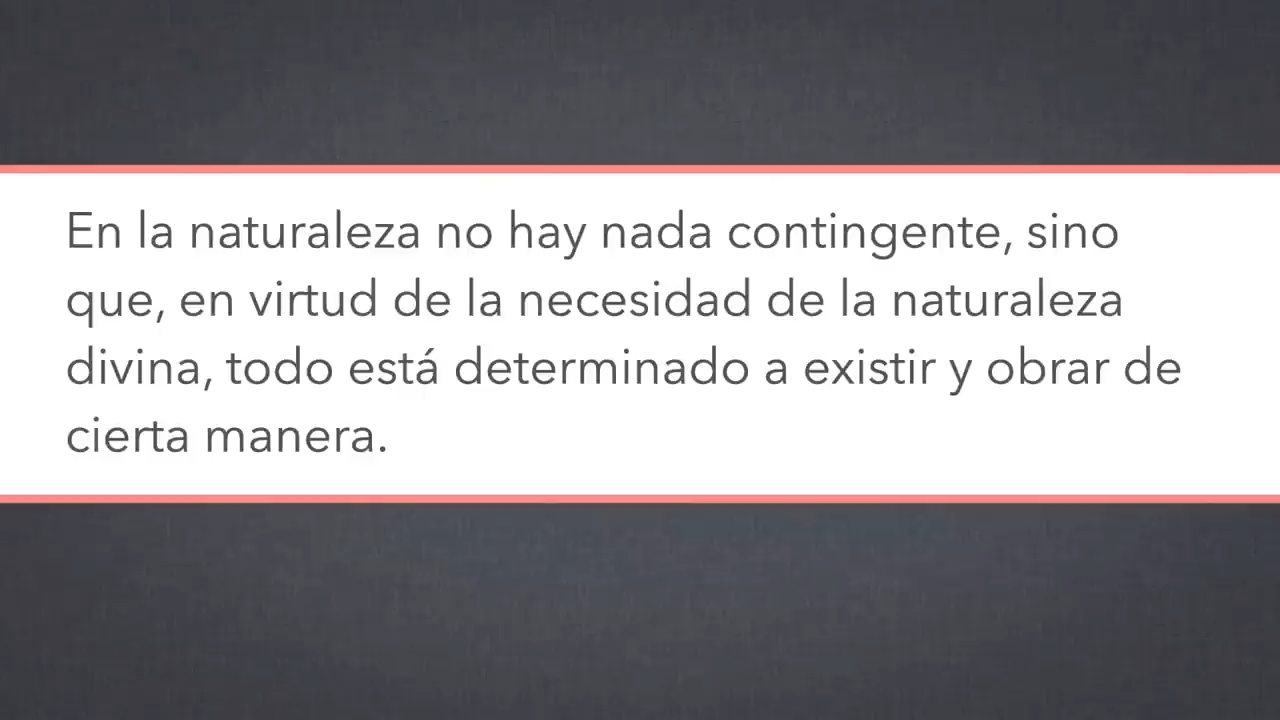 En la naturaleza no hay nada contingente, sino
que, en virtud de la necesidad de la naturaleza
divina, todo está determinado a existir y obrar de
cierta manera.